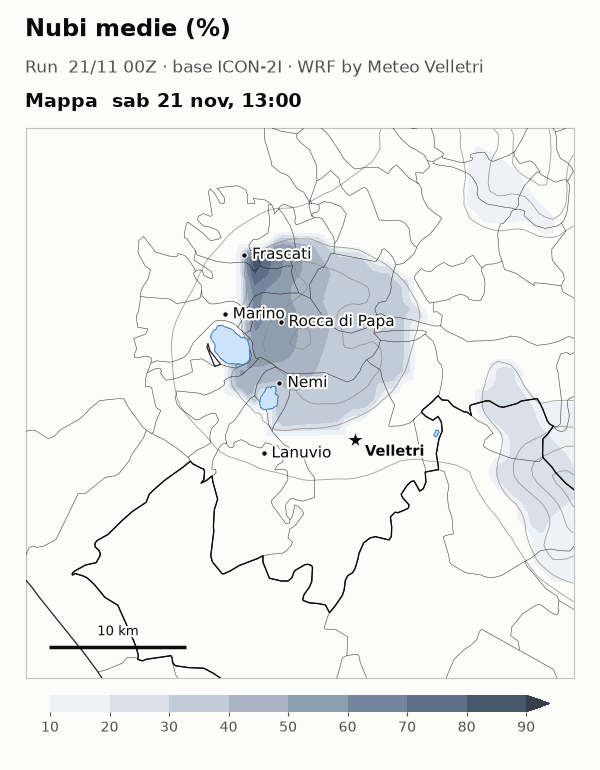 Nubi medie (%)
Run  21/11 00Z · base ICON-2I · WRF by Meteo Velletri
Mappa  sab 21 nov, 13:00
Frascati
Marino
Rocca di Papa
Nemi
Velletri
Lanuvio
10 km
10 20 30 40 50 60 70 80 90